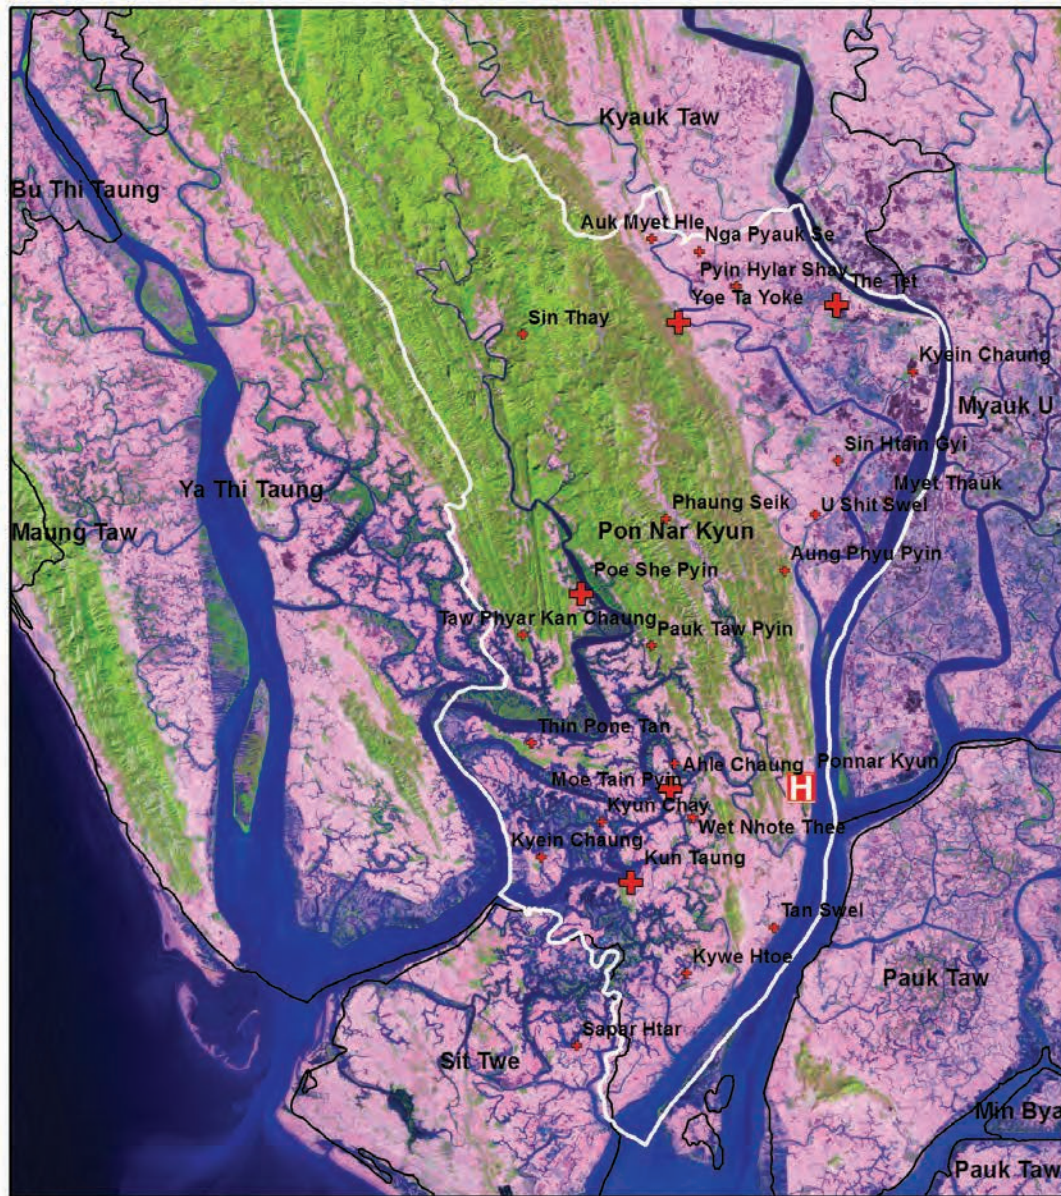 Kyauk Taw
Bu Thi Taung
Auk Myet Hle
Nga Pyauk Se
Pyin Hylar Shay
The Tet
Yoe Ta Yoke
Sin Thay
Kyein Chaung
Myauk U
Sin Htain Gyi
Ya Thi Taung
Myet Thauk
Phaung Seik
U Shit Swel
Maung Taw
Pon Nar Kyun
Aung Phyu Pyin
Poe She Pyin
Taw Phyar Kan Chaung
Pauk Taw Pyin
Thin Pone Tan
Ahle Chaung
Ponnar Kyun
Moe Tain Pyin
H
Kyun Chay
Wet Nhote Thee
Kyein Chaung
Kun Taung
Tan Swel
Kywe Htoe
Pauk Taw
Sapar Htar
Sit Twe
Min Bya
Pauk Taw